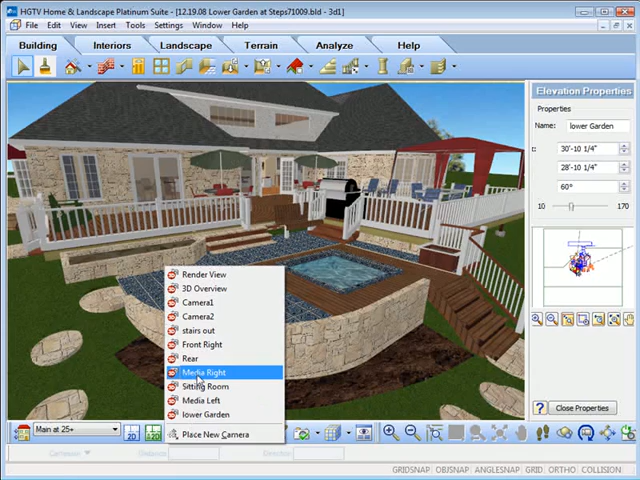 HGTV Home & Landscape Platinum Suite - [12.19.08 Lower Garden at Steps71009.bld - 3d1]
File Edit View Insert Tools Settings Window Help
Building Interiors Landscape Terrain Analyze Help
Elevation Properties
Properties
Name: lower Garden
30'-10 1/4"
28'-10 1/4"
60°
10 170
Render View
3D Overview
Camera1
Camera2
stairs out
Front Right
Rear
Media Right
Sitting Room
Media Left
lower Garden
Place New Camera
Close Properties
Main at 25+
2D
Carousel Distance: Direction:
GRIDSNAP OBJSNAP ANGLESNAP GRID ORTHO COLLISION